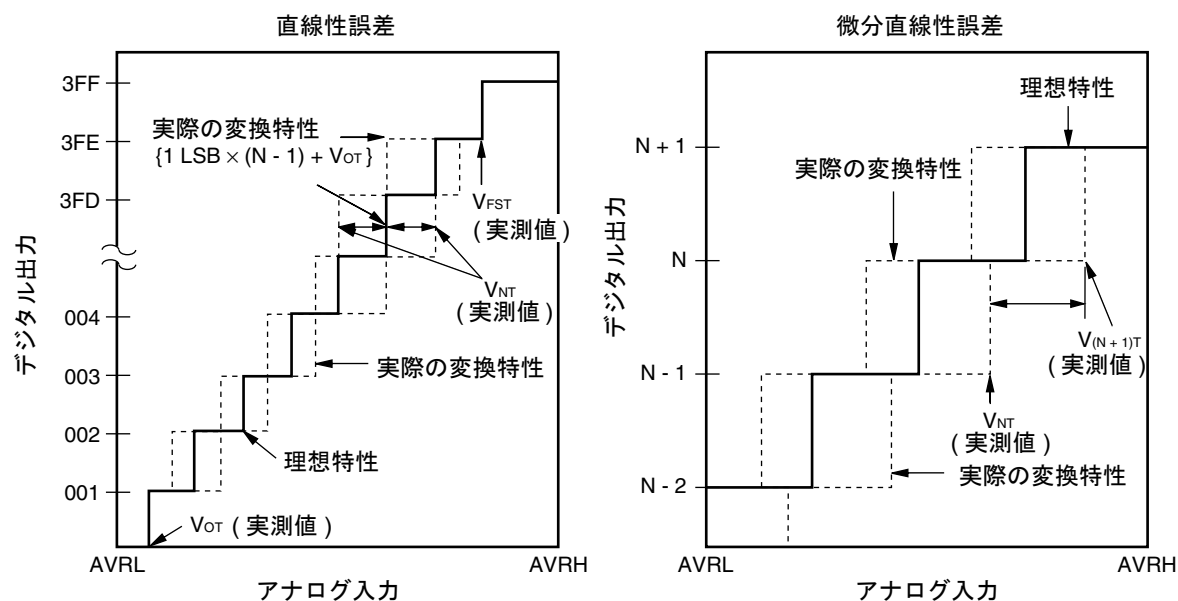 直線性誤差
3FF
3FE
3FD
004
003
002
001
デジタル出力
実際の変換特性
{1 LSB × (N - 1) + VOT }
VFST
( 実測値 )
VNT
( 実測値 )
実際の変換特性
理想特性
VOT ( 実測値 )
AVRL
AVRH
アナログ入力
微分直線性誤差
N + 1
N
N - 1
N - 2
デジタル出力
理想特性
実際の変換特性
V(N + 1)T
( 実測値 )
VNT
( 実測値 )
実際の変換特性
AVRL
AVRH
アナログ入力